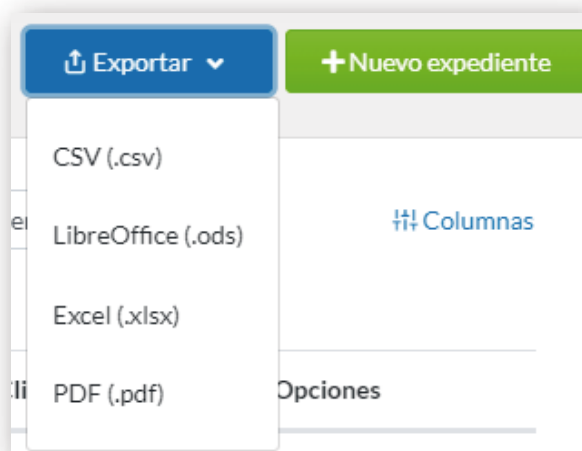 Exportar
+Nuevo expediente
CSV (.csv)
Columnas
LibreOffice (.ods)
Excel (.xlsx)
PDF (.pdf)
Opciones